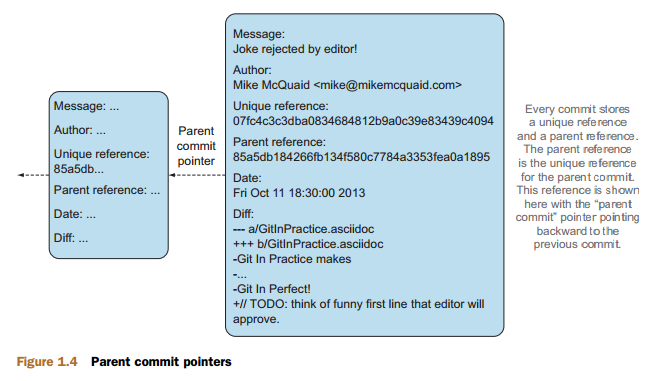 Message: ...
Author: ...
Unique reference:
85a5db...
Parent reference: ...
Date: ...
Diff: ...
Parent
commit
pointer
Message:
Joke rejected by editor!
Author:
Mike McQuaid <mike@mikemcquaid.com>
Unique reference:
07fc4c3c3dba0834684812b9a0c39e83439c4094
Parent reference:
85a5db184266fb134f580c7784a3353fea0a1895
Date:
Fri Oct 11 18:30:00 2013
Diff:
--- a/GitInPractice.asciidoc
+++ b/GitInPractice.asciidoc
-Git In Practice makes
-...
-Git In Perfect!
+// TODO: think of funny first line that editor will
approve.
Every commit stores
a unique reference
and a parent reference.
The parent reference
is the unique reference
for the parent commit.
This reference is shown
here with the “parent
commit” pointer pointing
backward to the
previous commit.
Figure 1.4 Parent commit pointers